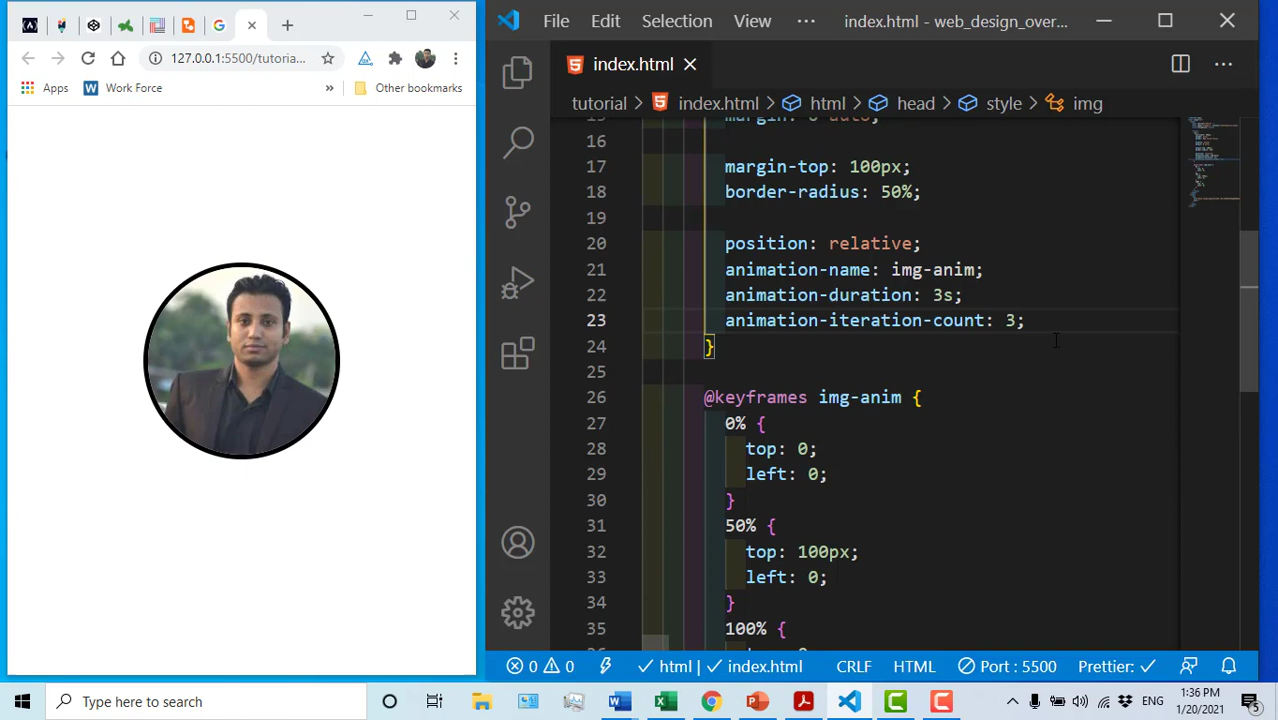 File Edit Selection View ··· index.html - web_design_over...
127.0.0.1:5500/tutoria...
Apps Work Force » Other bookmarks
index.html
tutorial > index.html > html > head > style > img
15 margin: 0 auto;
16
17 margin-top: 100px;
18 border-radius: 50%;
19
20 position: relative;
21 animation-name: img-anim;
22 animation-duration: 3s;
23 animation-iteration-count: 3;
24 }
25
26 @keyframes img-anim {
27 0% {
28 top: 0;
29 left: 0;
30 }
31 50% {
32 top: 100px;
33 left: 0;
34 }
35 100% {
0 0 html | index.html CRLF HTML Port : 5500 Prettier:
Type here to search
1:36 PM
1/20/2021
5